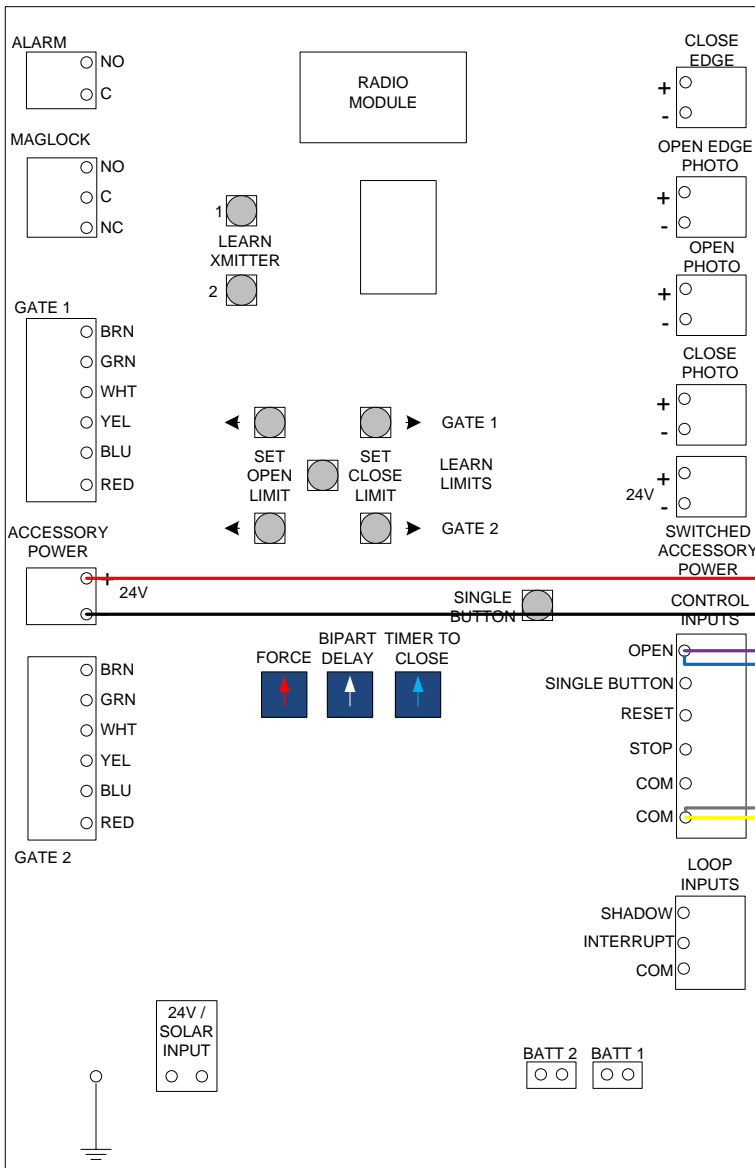 ALARM
NO
C
MAGLOCK
NO
C
NC
RADIO
MODULE
1
LEARN
XMITTER
2
CLOSE
EDGE
+
-
OPEN EDGE
PHOTO
+
-
OPEN
PHOTO
+
-
CLOSE
PHOTO
+
-
+
24V
-
SWITCHED
ACCESSORY
POWER
GATE 1
BRN
GRN
WHT
YEL
BLU
RED
SET
OPEN
LIMIT
SET
CLOSE
LIMIT
GATE 1
LEARN
LIMITS
GATE 2
ACCESSORY
POWER
+
24V
SINGLE
BUTTON
FORCE
BIPART
DELAY
TIMER TO
CLOSE
CONTROL
INPUTS
OPEN
SINGLE BUTTON
RESET
STOP
COM
COM
BRN
GRN
WHT
YEL
BLU
RED
GATE 2
LOOP
INPUTS
SHADOW
INTERRUPT
COM
24V /
SOLAR
INPUT
BATT 2
BATT 1